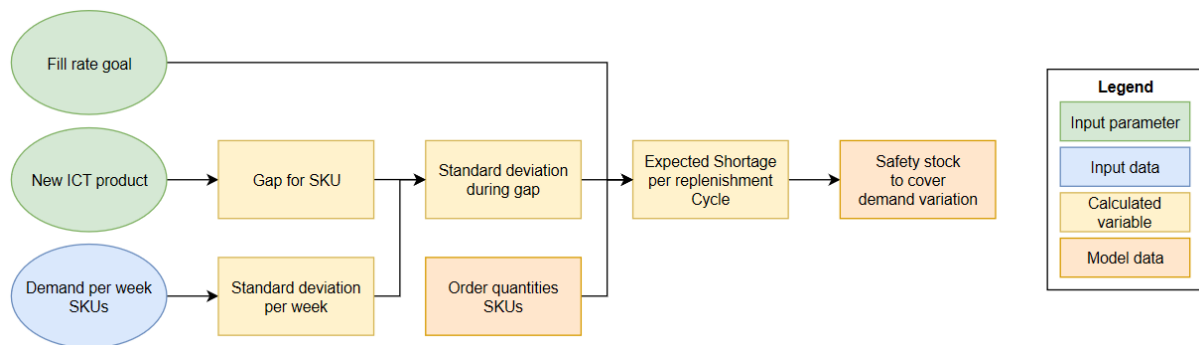 Fill rate goal
New ICT product
Gap for SKU
Standard deviation
during gap
Expected Shortage
per replenishment
Cycle
Safety stock
to cover
demand variation
Demand per week
SKUs
Standard deviation
per week
Order quantities
SKUs
Legend
Input parameter
Input data
Calculated
variable
Model data